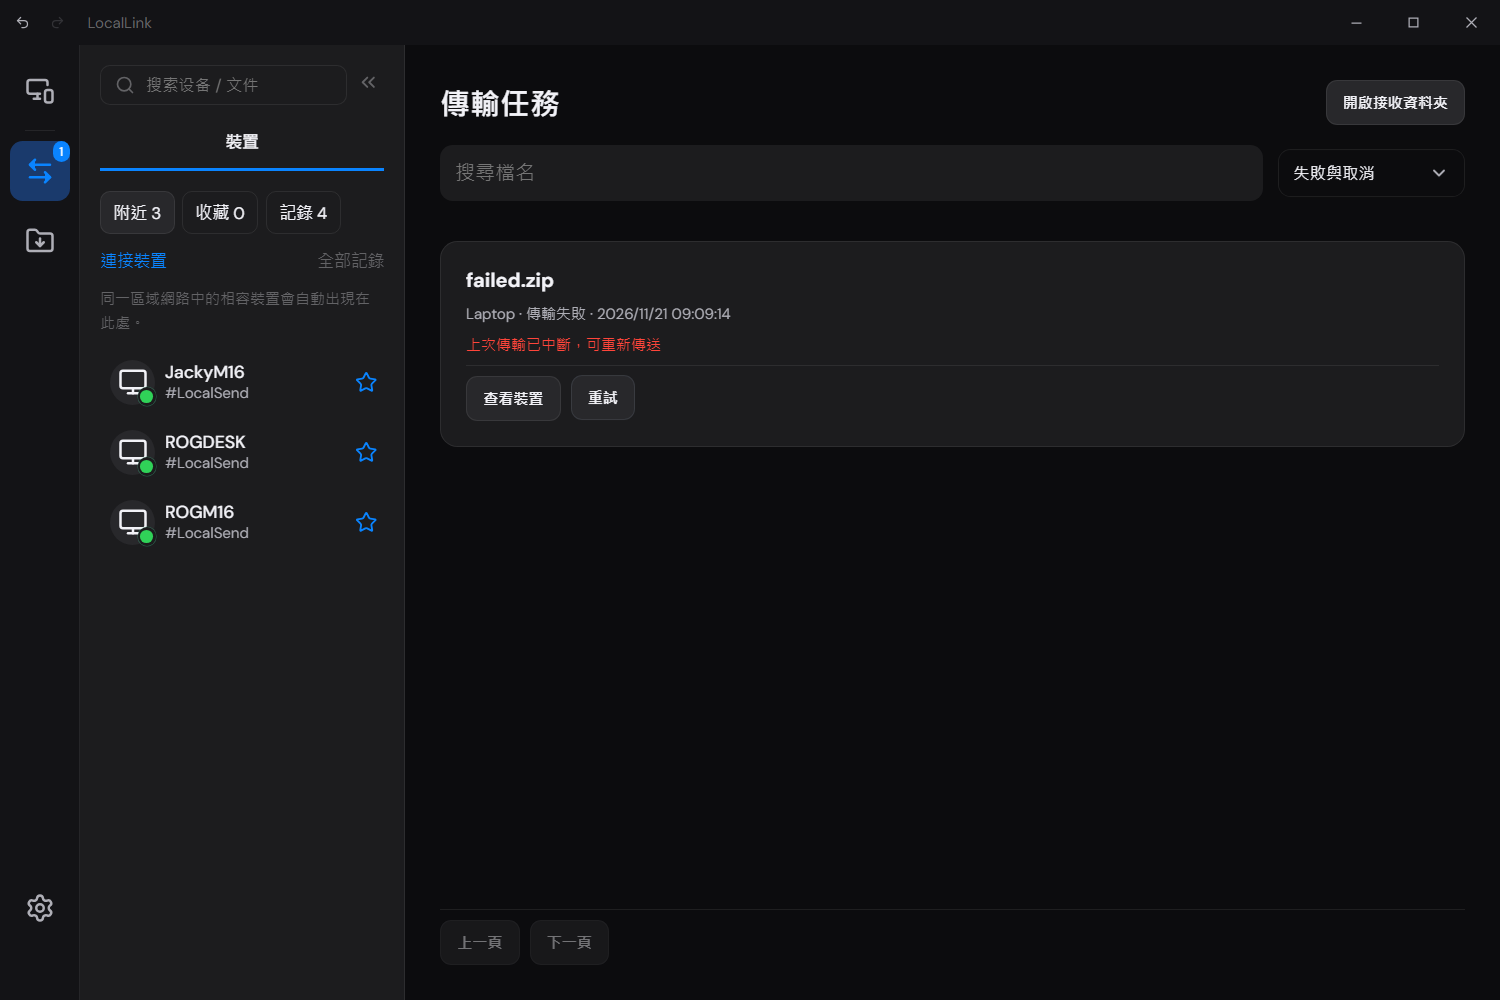 LocalLink
搜索设备 / 文件
裝置
附近 3
收藏 0
記錄 4
連接裝置
全部記錄
同一區域網路中的相容裝置會自動出現在
此處。
JackyM16
#LocalSend
ROGDESK
#LocalSend
ROGM16
#LocalSend
1
傳輸任務
開啟接收資料夾
搜尋檔名
失敗與取消
failed.zip
Laptop · 傳輸失敗 · 2026/11/21 09:09:14
上次傳輸已中斷，可重新傳送
查看裝置
重試
上一頁
下一頁